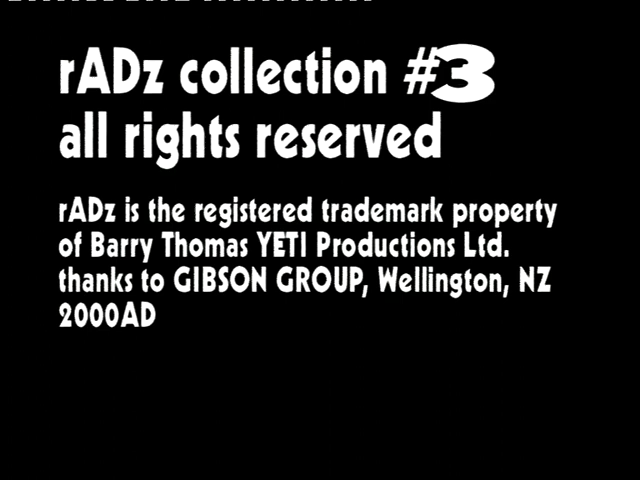 rADz collection #3
all rights reserved
rADz is the registered trademark property
of Barry Thomas YETI Productions Ltd.
thanks to GIBSON GROUP, Wellington, NZ
2000AD